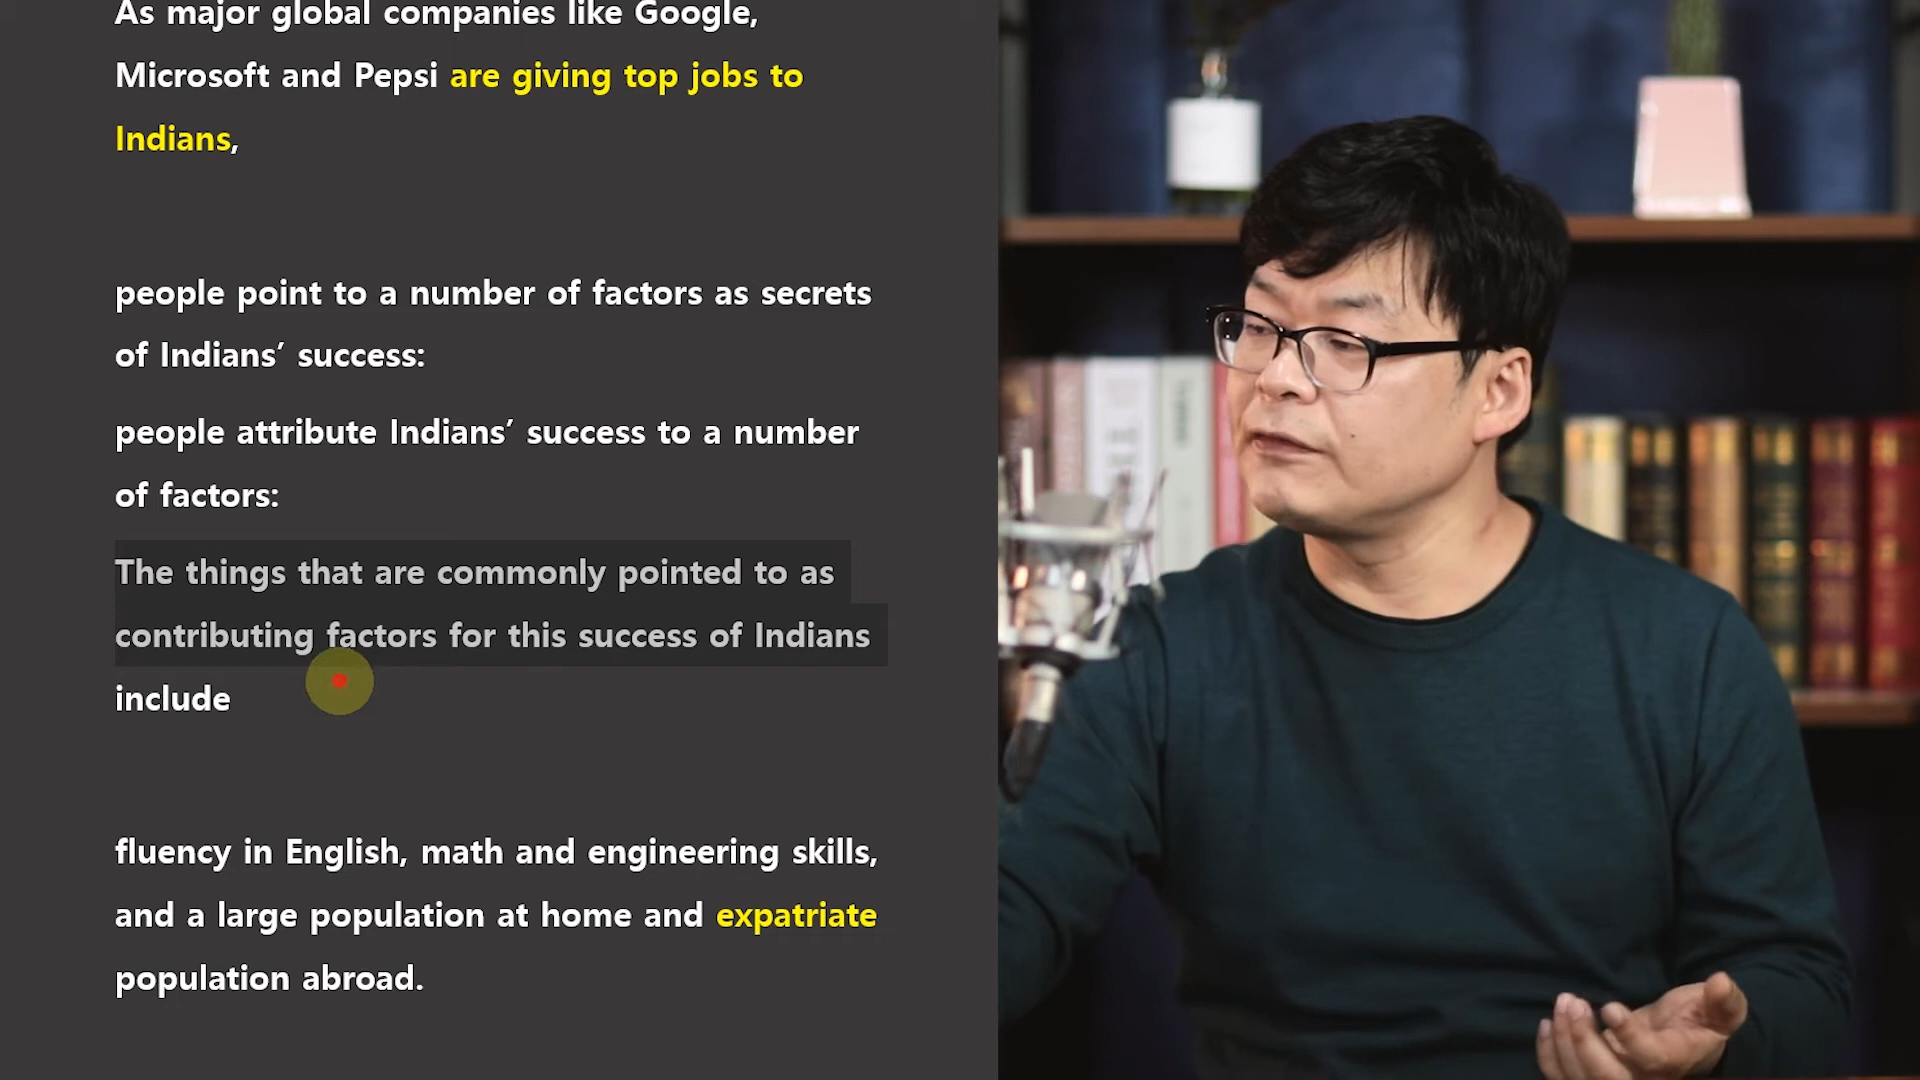 As major global companies like Google,
Microsoft and Pepsi are giving top jobs to
Indians,
people point to a number of factors as secrets
of Indians’ success:
people attribute Indians’ success to a number
of factors:
The things that are commonly pointed to as
contributing factors for this success of Indians
include
fluency in English, math and engineering skills,
and a large population at home and expatriate
population abroad.